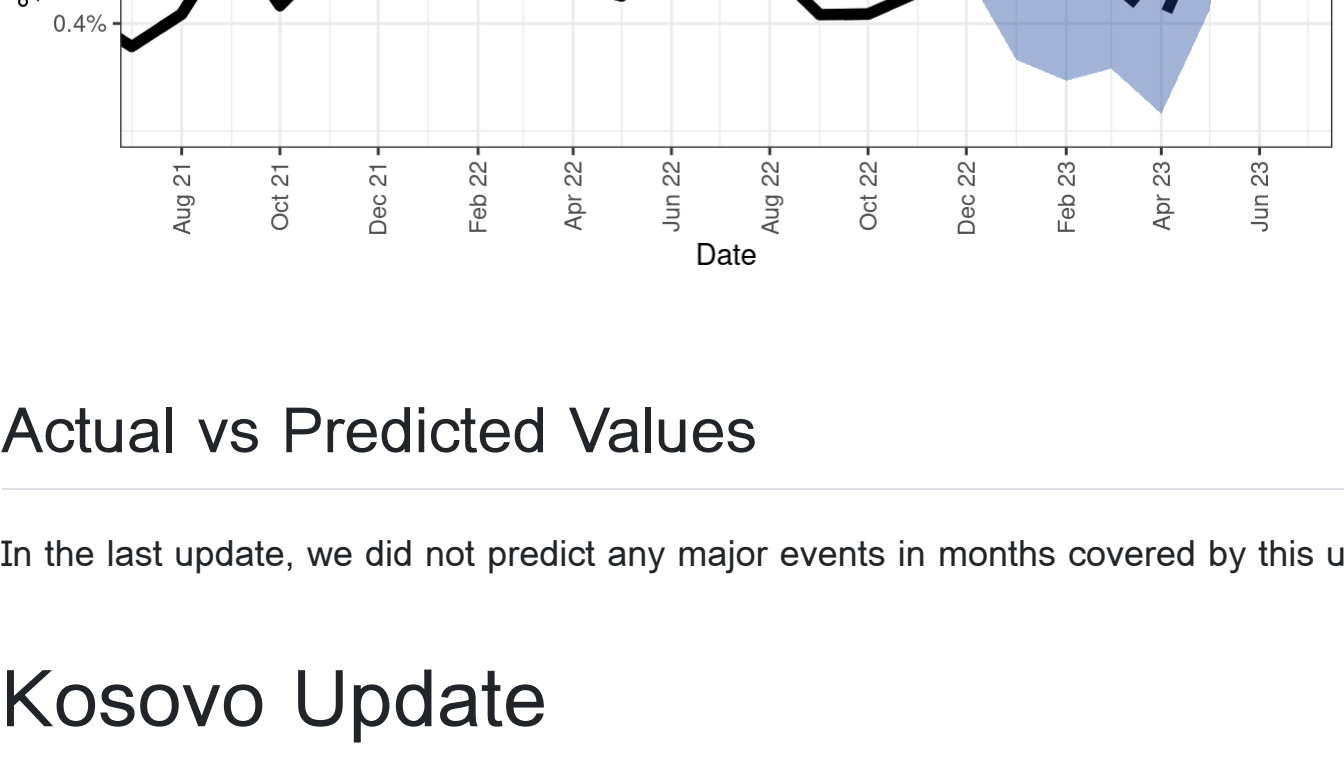 0.4%
Aug 21 Oct 21 Dec 21 Feb 22 Apr 22 Jun 22 Aug 22 Oct 22 Dec 22 Feb 23 Apr 23 Jun 23
Date
Actual vs Predicted Values
In the last update, we did not predict any major events in months covered by this
Kosovo Update